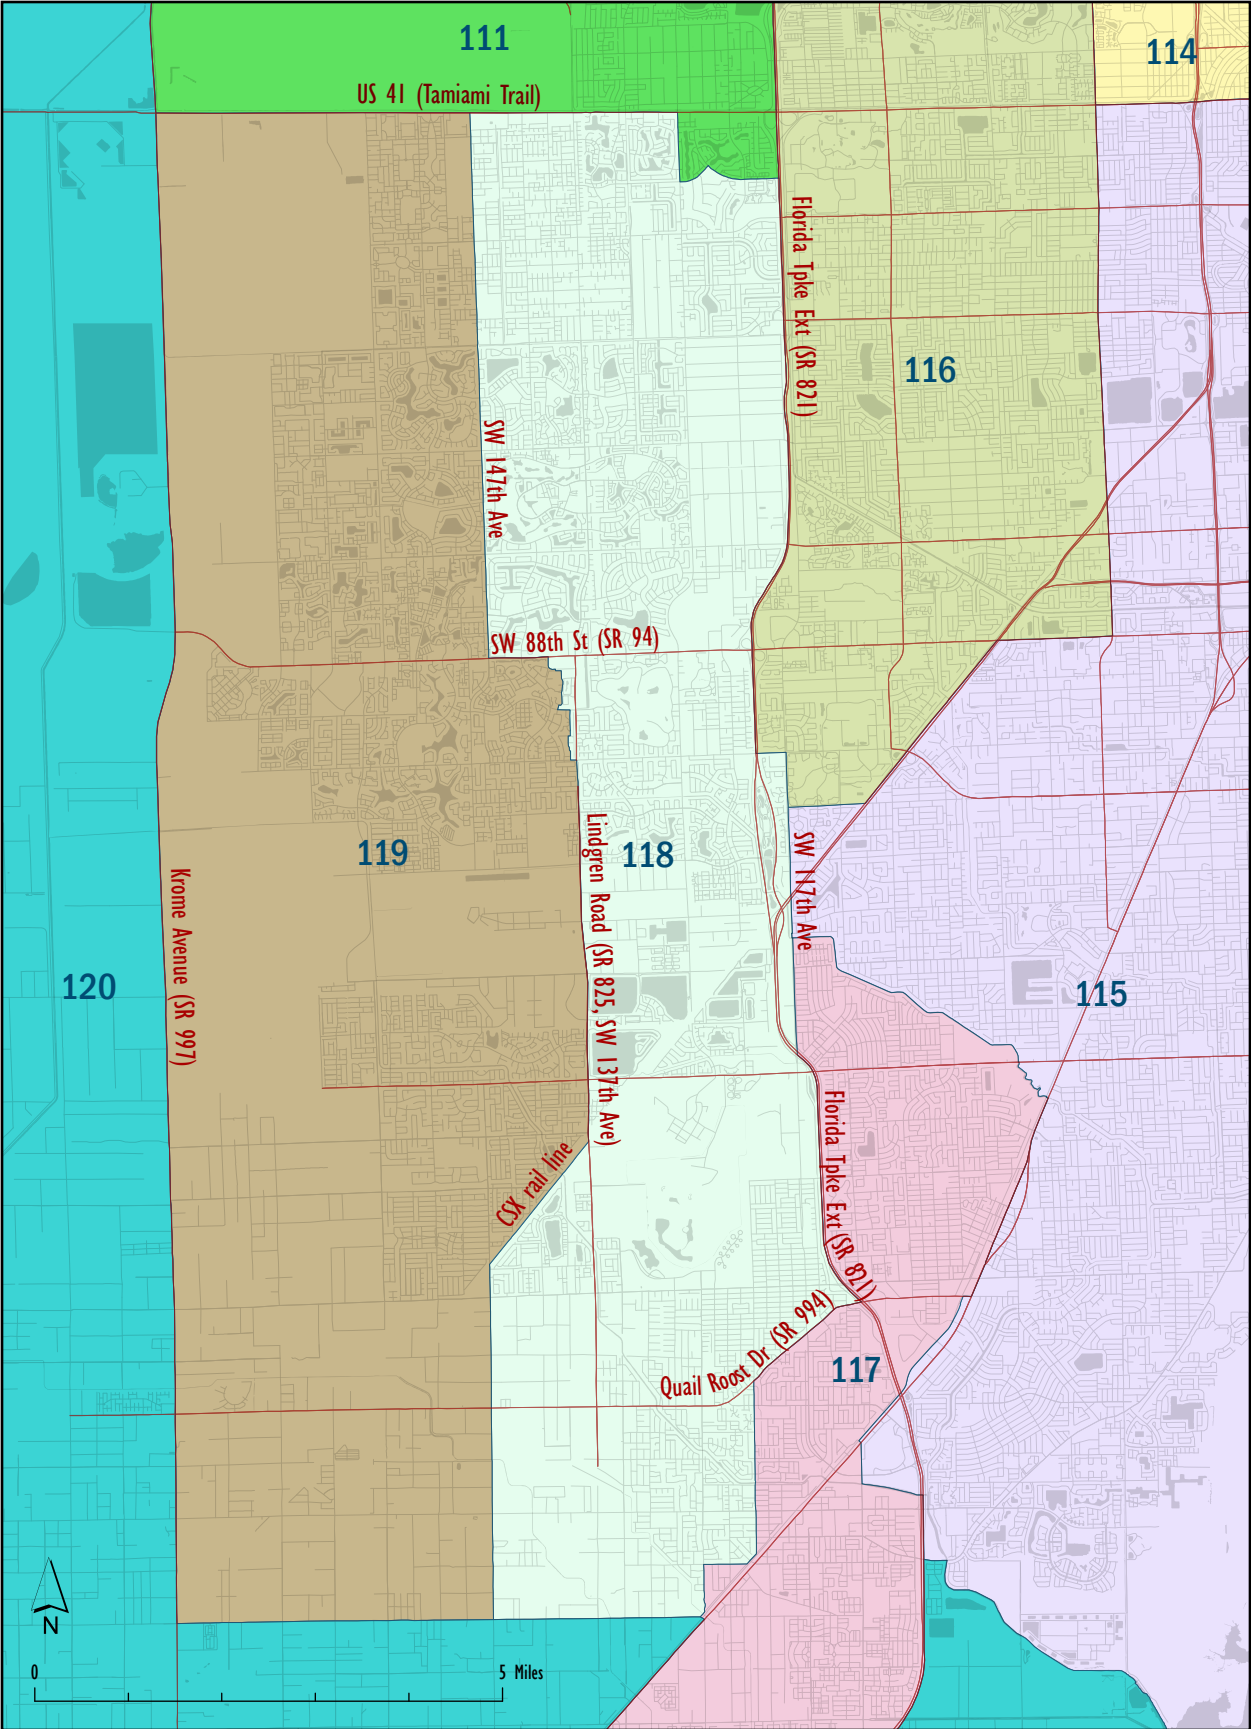 111
114
US 41 (Tamiami Trail)
Florida Tpke Ext (SR 821)
116
SW 147th Ave
SW 88th St (SR 94)
119
118
Lindgren Road (SR 825, SW 137th Ave)
SW 117th Ave
Krome Avenue (SR 997)
120
115
Florida Tpke Ext (SR 821)
CSX rail line
Quail Roost Dr (SR 994)
117
N
0
5 Miles